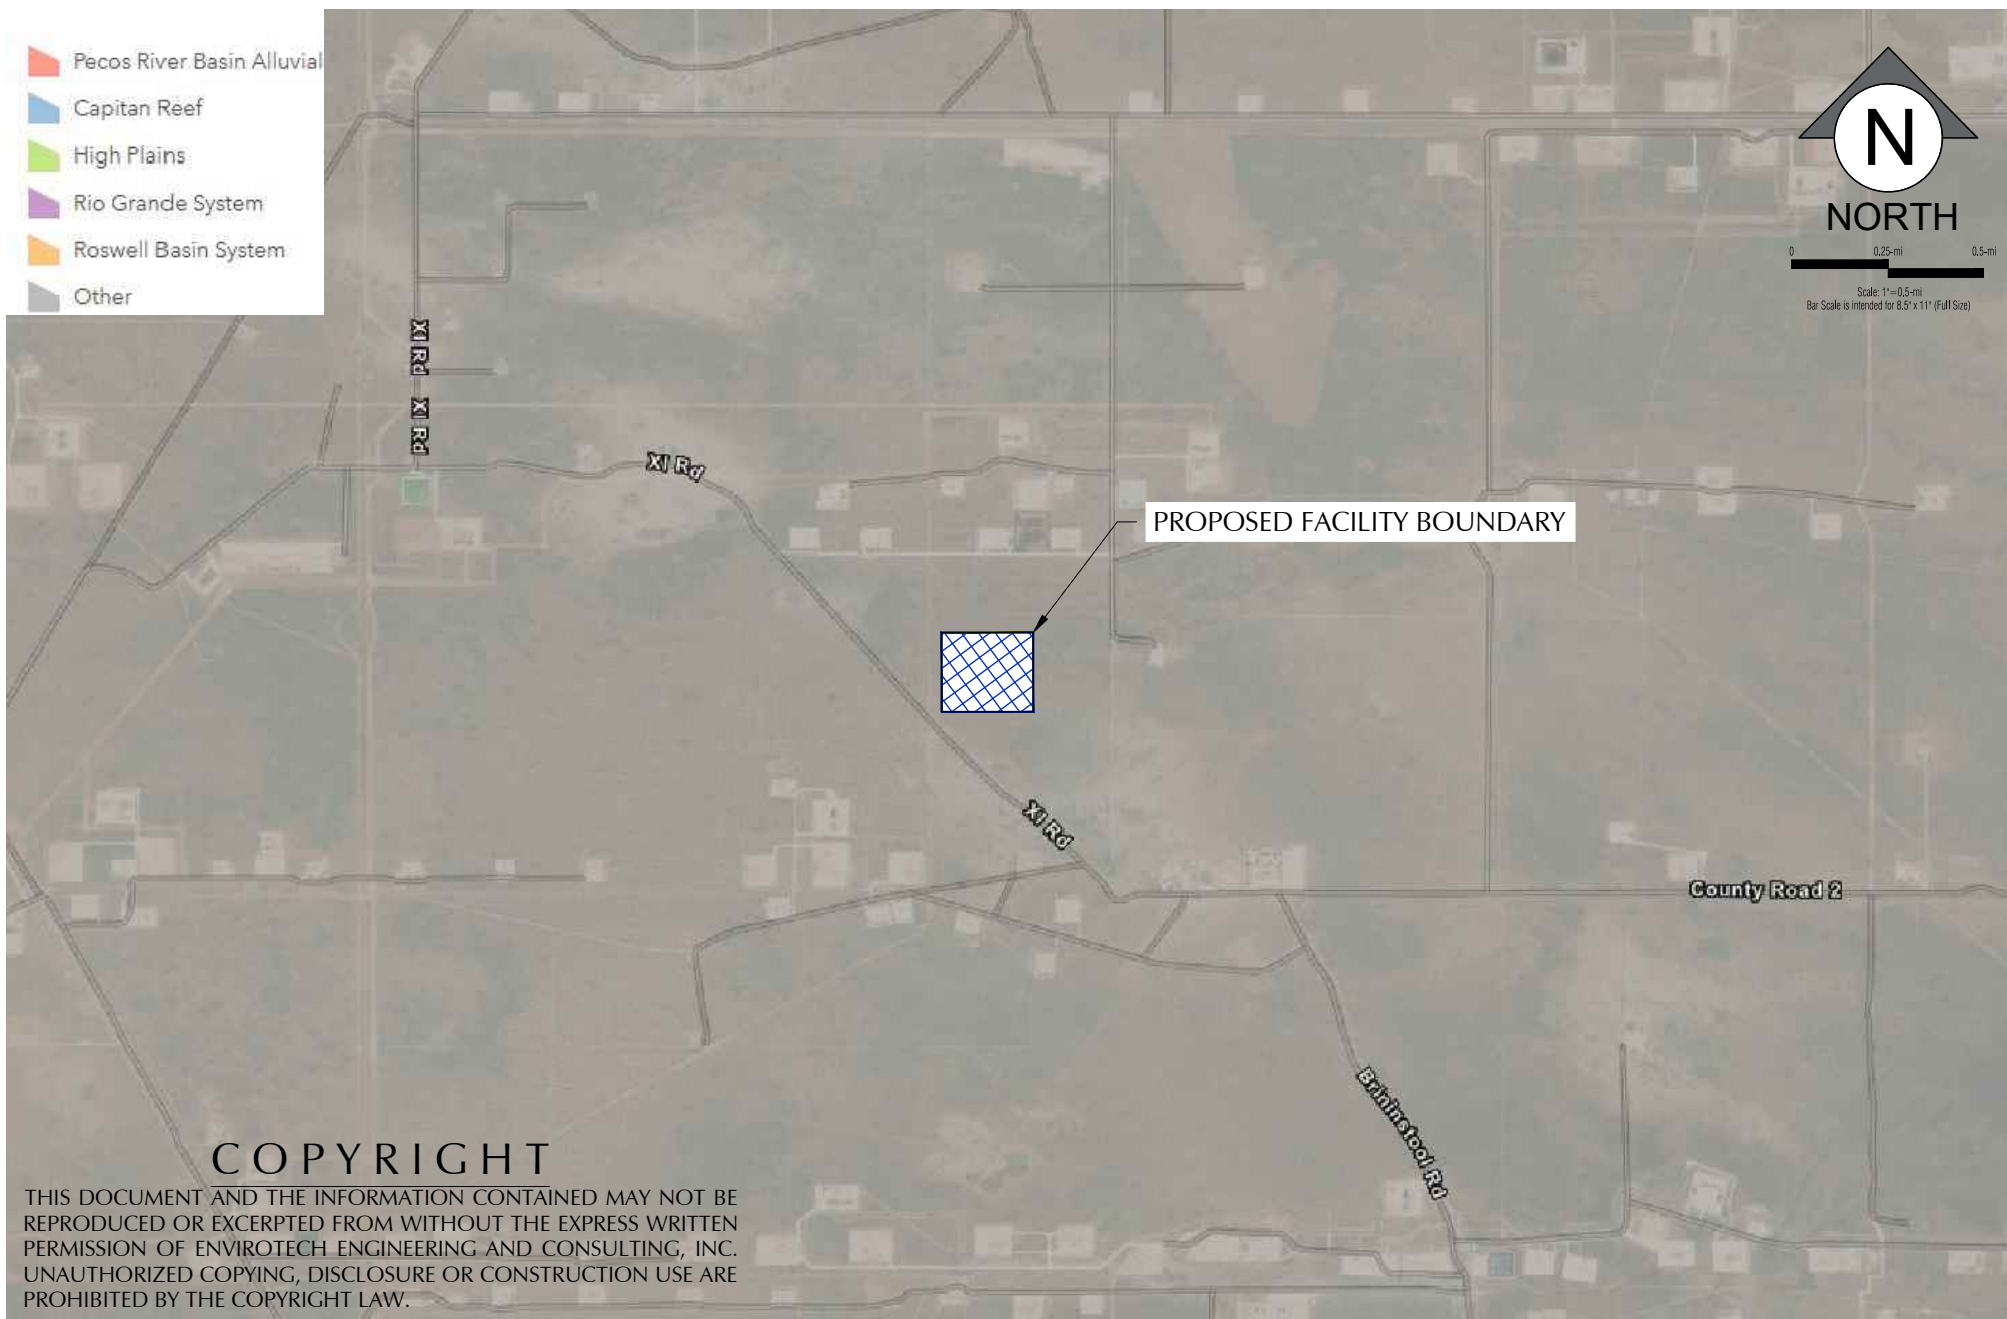 Pecos River Basin Alluvial
Capitan Reef
High Plains
Rio Grande System
Roswell Basin System
Other
N
NORTH
0 0.25-mi 0.5-mi
Scale: 1"=0.5-mi
Bar Scale is intended for 8.5" x 11" (Full Size)
XI Rd
XI Rd
XI Rd
PROPOSED FACILITY BOUNDARY
XI Rd
County Road 2
Brininstool Rd
COPYRIGHT
THIS DOCUMENT AND THE INFORMATION CONTAINED MAY NOT BE
REPRODUCED OR EXCERPTED FROM WITHOUT THE EXPRESS WRITTEN
PERMISSION OF ENVIROTECH ENGINEERING AND CONSULTING, INC.
UNAUTHORIZED COPYING, DISCLOSURE OR CONSTRUCTION USE ARE
PROHIBITED BY THE COPYRIGHT LAW.